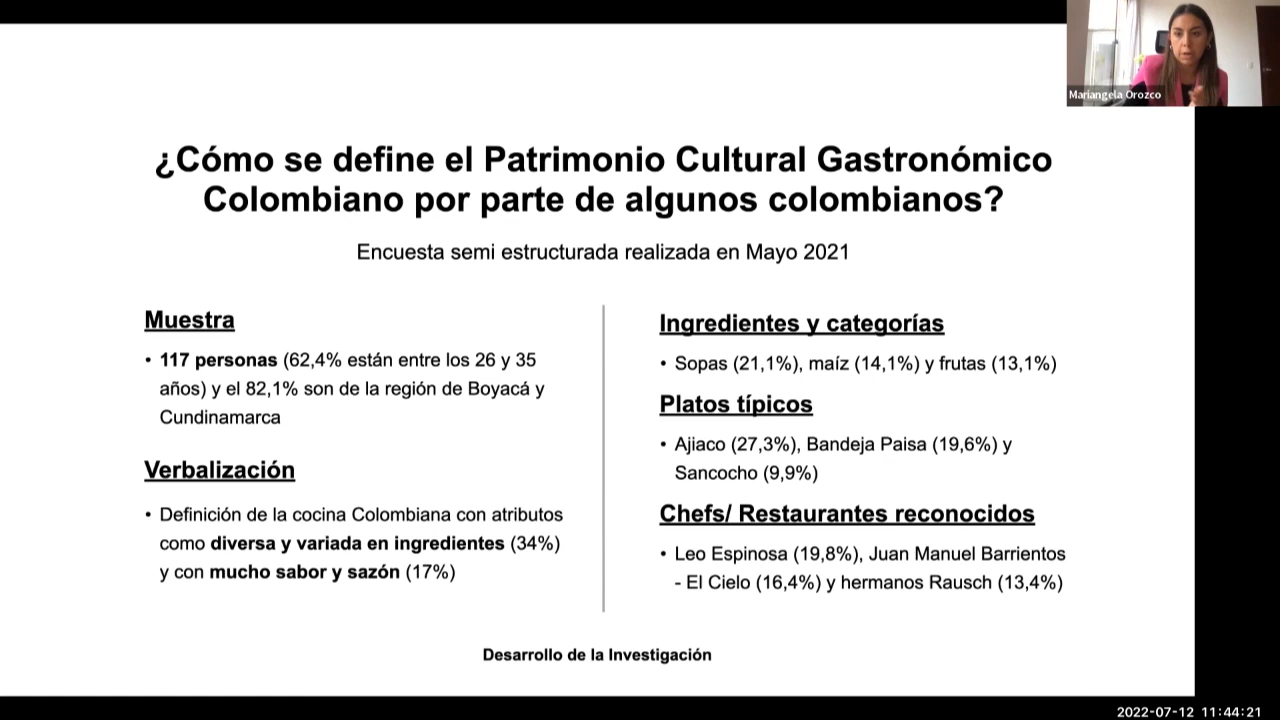 Mariangela Orozco
¿Cómo se define el Patrimonio Cultural Gastronómico
Colombiano por parte de algunos colombianos?
Encuesta semi estructurada realizada en Mayo 2021
Muestra
• 117 personas (62,4% están entre los 26 y 35
años) y el 82,1% son de la región de Boyacá y
Cundinamarca
Verbalización
• Definición de la cocina Colombiana con atributos
como diversa y variada en ingredientes (34%)
y con mucho sabor y sazón (17%)
Ingredientes y categorías
• Sopas (21,1%), maíz (14,1%) y frutas (13,1%)
Platos típicos
• Ajiaco (27,3%), Bandeja Paisa (19,6%) y
Sancocho (9,9%)
Chefs/ Restaurantes reconocidos
• Leo Espinosa (19,8%), Juan Manuel Barrientos
- El Cielo (16,4%) y hermanos Rausch (13,4%)
Desarrollo de la Investigación
2022-07-12 11:44:21